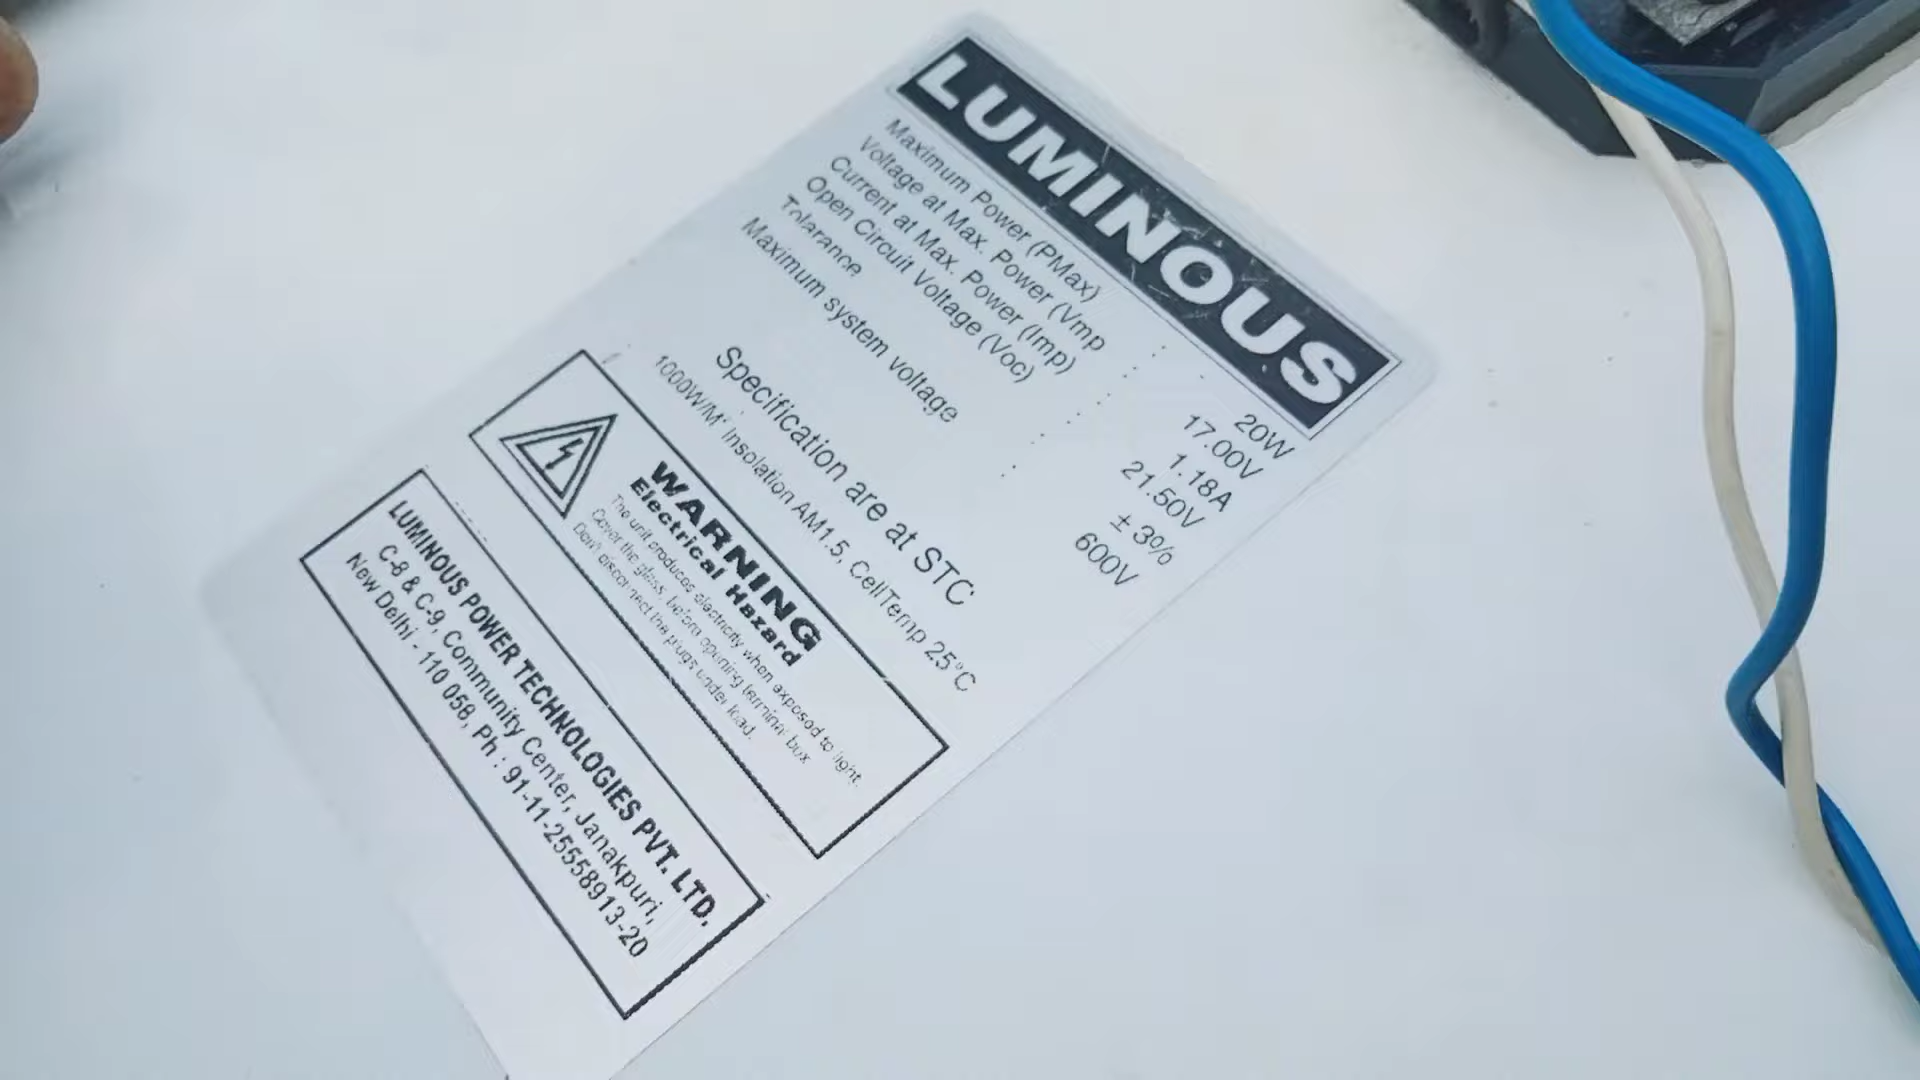 LUMINOUS
Maximum Power (PMax) : 20W
Voltage at Max. Power (Vmp : 17.00V
Current at Max. Power (Imp) : 1.18A
Open Circuit Voltage (Voc) : 21.50V
Tolarance : ± 3%
Maximum system voltage : 600V
Specification are at STC
1000W/M² Insolation AM1.5, CellTemp 25°C
WARNING
Electrical Hazard
The unit produces electricity when exposed to light.
Cover the glass, before opening terminal box.
Don't disconnect the plugs under load.
LUMINOUS POWER TECHNOLOGIES PVT. LTD.
C-8 & C-9, Community Center, Janakpuri,
New Delhi - 110 058, Ph : 91-11-25558913-20